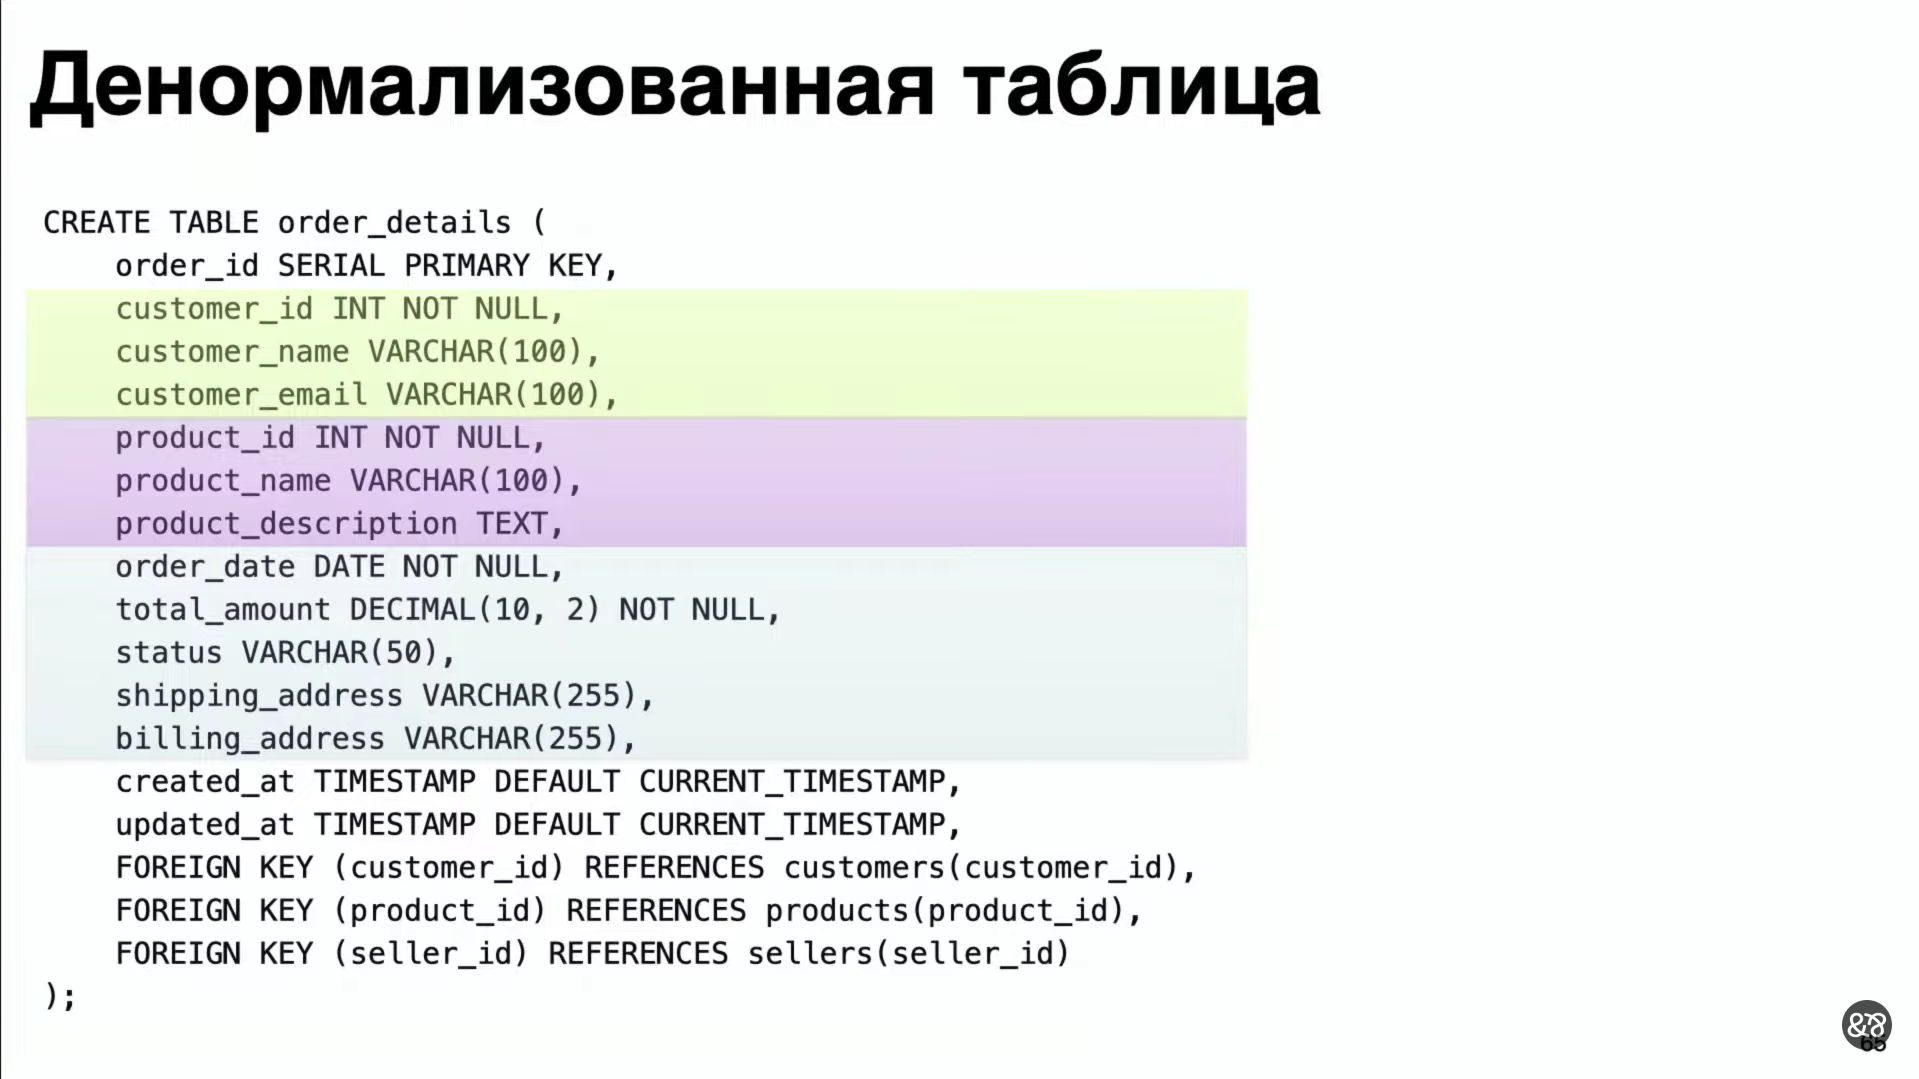 Денормализованная таблица
CREATE TABLE order_details (
order_id SERIAL PRIMARY KEY,
customer_id INT NOT NULL,
customer_name VARCHAR(100),
customer_email VARCHAR(100),
product_id INT NOT NULL,
product_name VARCHAR(100),
product_description TEXT,
order_date DATE NOT NULL,
total_amount DECIMAL(10, 2) NOT NULL,
status VARCHAR(50),
shipping_address VARCHAR(255),
billing_address VARCHAR(255),
created_at TIMESTAMP DEFAULT CURRENT_TIMESTAMP,
updated_at TIMESTAMP DEFAULT CURRENT_TIMESTAMP,
FOREIGN KEY (customer_id) REFERENCES customers(customer_id),
FOREIGN KEY (product_id) REFERENCES products(product_id),
FOREIGN KEY (seller_id) REFERENCES sellers(seller_id)
);
65